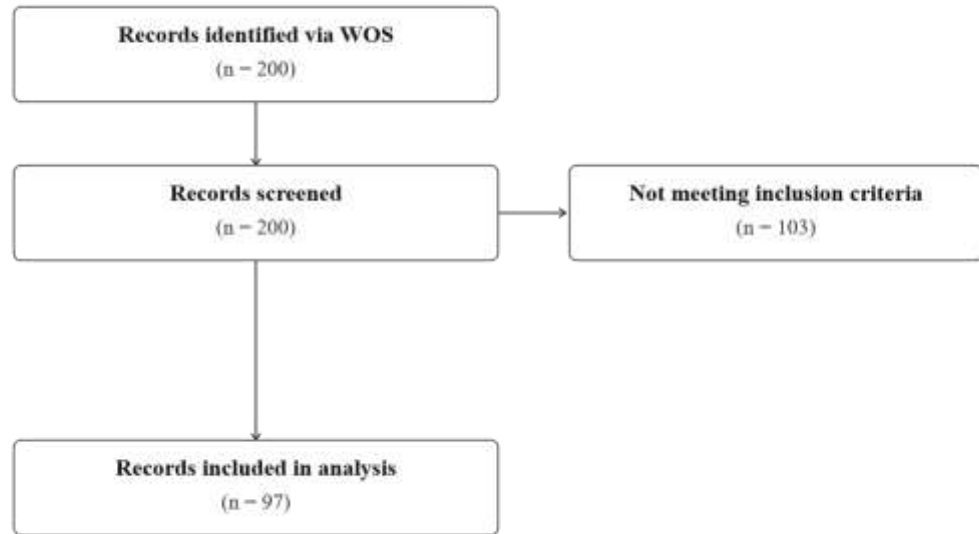 Records identified via WOS
(n − 200)
Records screened
(n − 200)
Not meeting inclusion criteria
(n − 103)
Records included in analysis
(n − 97)